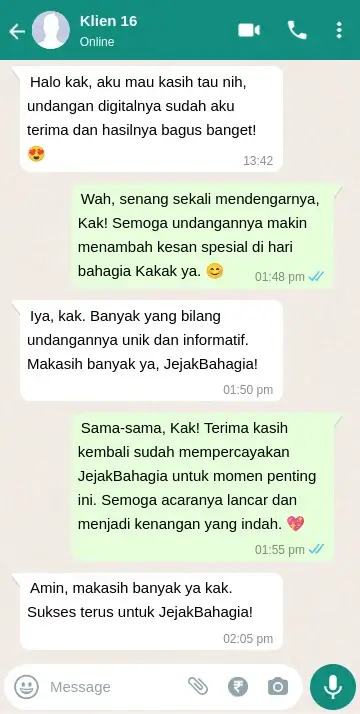 Klien 16
Online
Halo kak, aku mau kasih tau nih,
undangan digitalnya sudah aku
terima dan hasilnya bagus banget!
😍
13:42
Wah, senang sekali mendengarnya,
Kak! Semoga undangannya makin
menambah kesan spesial di hari
bahagia Kakak ya. 😊
01:48 pm
Iya, kak. Banyak yang bilang
undangannya unik dan informatif.
Makasih banyak ya, JejakBahagia!
01:50 pm
Sama-sama, Kak! Terima kasih
kembali sudah mempercayakan
JejakBahagia untuk momen penting
ini. Semoga acaranya lancar dan
menjadi kenangan yang indah. 💖
01:55 pm
Amin, makasih banyak ya kak.
Sukses terus untuk JejakBahagia!
02:05 pm
Message